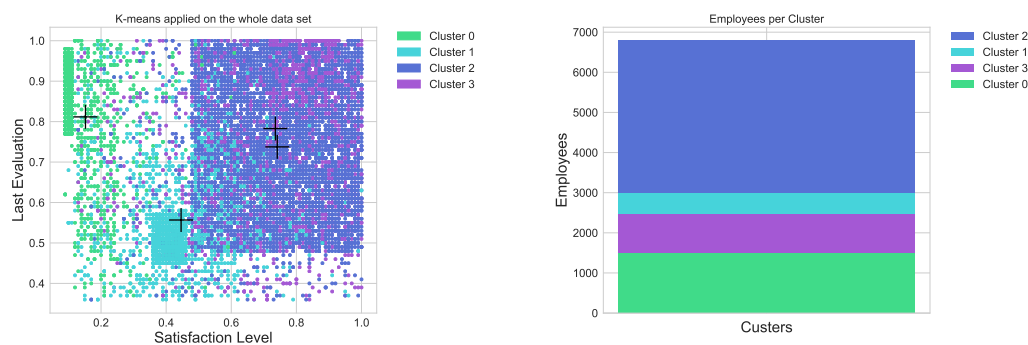 K-means applied on the whole data set
Last Evaluation
1.0
0.9
0.8
0.7
0.6
0.5
0.4
0.2
0.4
0.6
0.8
1.0
Satisfaction Level
Cluster 0
Cluster 1
Cluster 2
Cluster 3
Employees per Cluster
Employees
7000
6000
5000
4000
3000
2000
1000
0
Custers
Cluster 2
Cluster 1
Cluster 3
Cluster 0